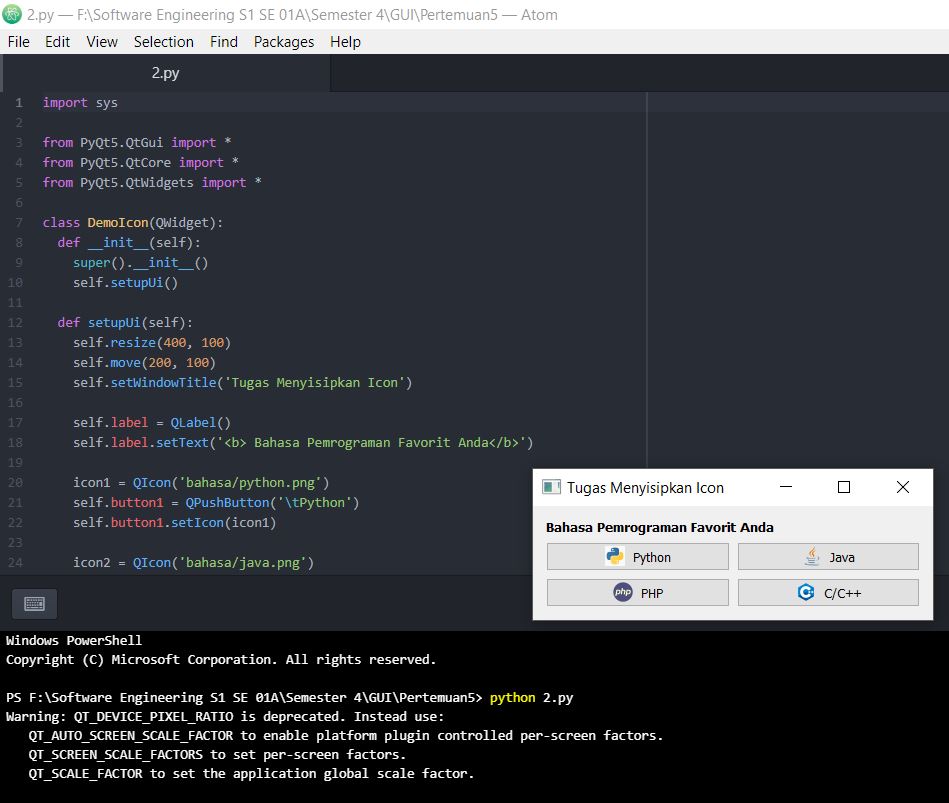 2.py — F:\Software Engineering S1 SE 01A\Semester 4\GUI\Pertemuan5 — Atom
File Edit View Selection Find Packages Help
2.py
1 import sys
2
3 from PyQt5.QtGui import *
4 from PyQt5.QtCore import *
5 from PyQt5.QtWidgets import *
6
7 class DemoIcon(QWidget):
8   def __init__(self):
9     super().__init__()
10     self.setupUi()
11
12   def setupUi(self):
13     self.resize(400, 100)
14     self.move(200, 100)
15     self.setWindowTitle('Tugas Menyisipkan Icon')
16
17     self.label = QLabel()
18     self.label.setText('<b> Bahasa Pemrograman Favorit Anda</b>')
19
20     icon1 = QIcon('bahasa/python.png')
21     self.button1 = QPushButton('\tPython')
22     self.button1.setIcon(icon1)
23
24     icon2 = QIcon('bahasa/java.png')
Tugas Menyisipkan Icon
Bahasa Pemrograman Favorit Anda
Python Java
php PHP C/C++
Windows PowerShell
Copyright (C) Microsoft Corporation. All rights reserved.
PS F:\Software Engineering S1 SE 01A\Semester 4\GUI\Pertemuan5> python 2.py
Warning: QT_DEVICE_PIXEL_RATIO is deprecated. Instead use:
   QT_AUTO_SCREEN_SCALE_FACTOR to enable platform plugin controlled per-screen factors.
   QT_SCREEN_SCALE_FACTORS to set per-screen factors.
   QT_SCALE_FACTOR to set the application global scale factor.